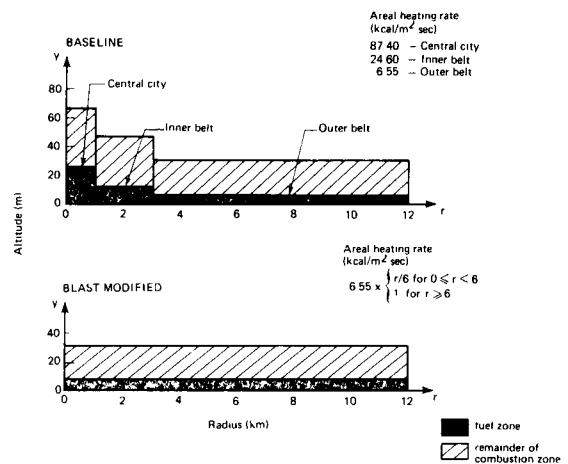 Areal heating rate
(kcal/m² sec)
87 40 – Central city
24 60 – Inner belt
6 55 – Outer belt
BASELINE
y
Central city
Inner belt
Outer belt
80
60
40
20
0
0 2 4 6 8 10 12 r
Altitude (m)
Areal heating rate
(kcal/m² sec)
6 55 x { r/6 for 0 ⩽ r < 6
1 for r ⩾ 6
BLAST MODIFIED
y
40
20
0
0 2 4 6 8 10 12 r
Radius (km)
fuel zone
remainder of
combustion zone